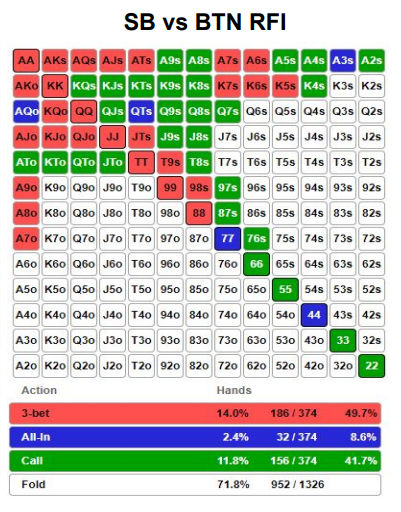 SB vs BTN RFI
AA AKs AQs AJs ATs A9s A8s A7s A6s A5s A4s A3s A2s
AKo KK KQs KJs KTs K9s K8s K7s K6s K5s K4s K3s K2s
AQo KQo QQ QJs QTs Q9s Q8s Q7s Q6s Q5s Q4s Q3s Q2s
AJo KJo QJo JJ JTs J9s J8s J7s J6s J5s J4s J3s J2s
ATo KTo QTo JTo TT T9s T8s T7s T6s T5s T4s T3s T2s
A9o K9o Q9o J9o T9o 99 98s 97s 96s 95s 94s 93s 92s
A8o K8o Q8o J8o T8o 98o 88 87s 86s 85s 84s 83s 82s
A7o K7o Q7o J7o T7o 97o 87o 77 76s 75s 74s 73s 72s
A6o K6o Q6o J6o T6o 96o 86o 76o 66 65s 64s 63s 62s
A5o K5o Q5o J5o T5o 95o 85o 75o 65o 55 54s 53s 52s
A4o K4o Q4o J4o T4o 94o 84o 74o 64o 54o 44 43s 42s
A3o K3o Q3o J3o T3o 93o 83o 73o 63o 53o 43o 33 32s
A2o K2o Q2o J2o T2o 92o 82o 72o 62o 52o 42o 32o 22
Action Hands
3-bet 14.0% 186 / 374 49.7%
All-In 2.4% 32 / 374 8.6%
Call 11.8% 156 / 374 41.7%
Fold 71.8% 952 / 1326